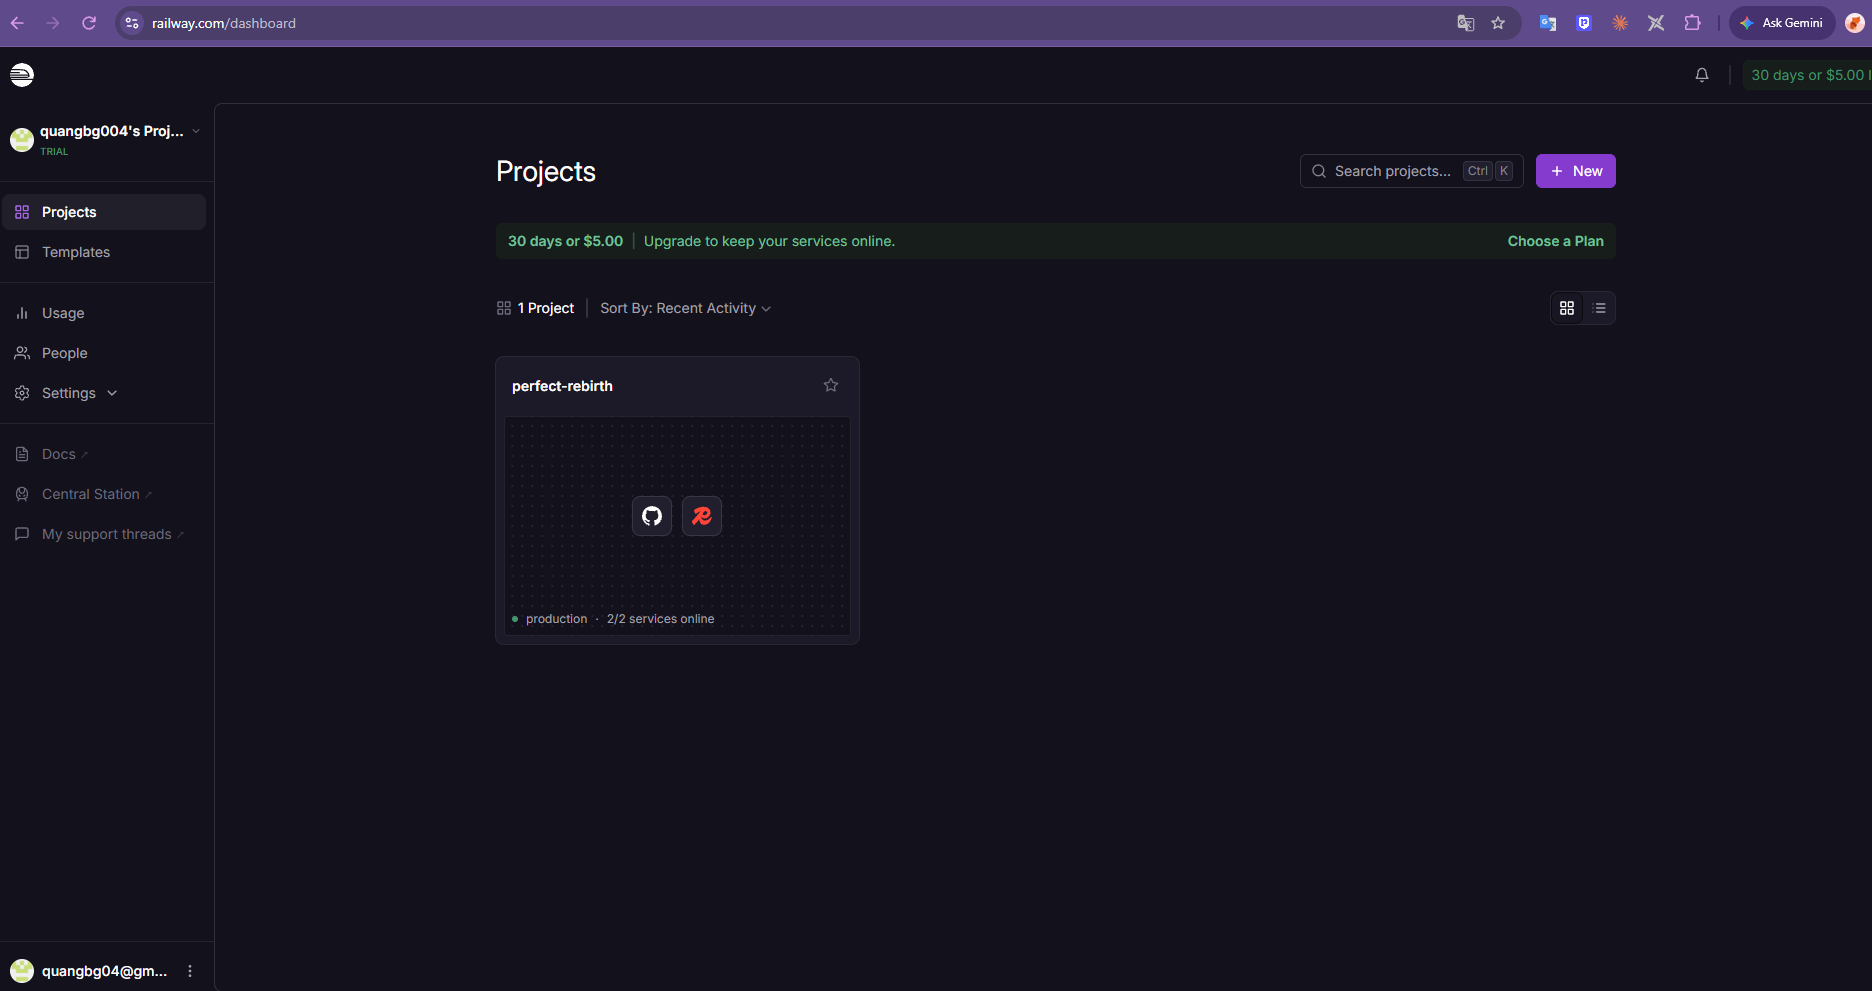 railway.com/dashboard
Ask Gemini
30 days or $5.00
quangbg004's Proj...
TRIAL
Projects
Templates
Usage
People
Settings
Docs
Central Station
My support threads
quangbg04@gm...
Projects
Search projects... Ctrl K
+ New
30 days or $5.00 | Upgrade to keep your services online.
Choose a Plan
1 Project | Sort By: Recent Activity
perfect-rebirth
production · 2/2 services online